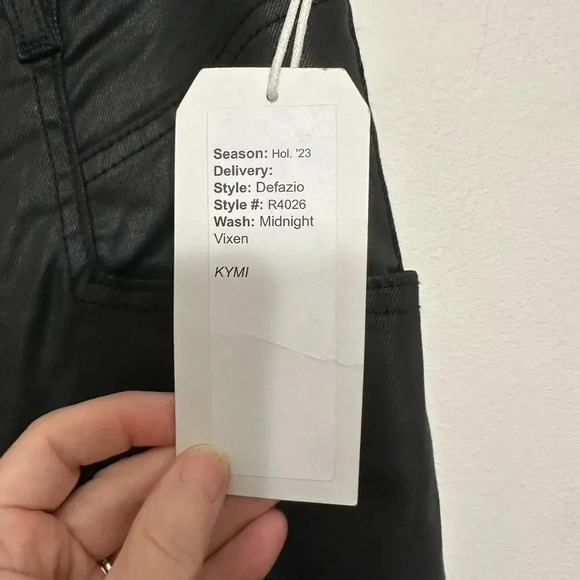 Season: Hol. '23
Delivery:
Style: Defazio
Style #: R4026
Wash: Midnight
Vixen
KYMI